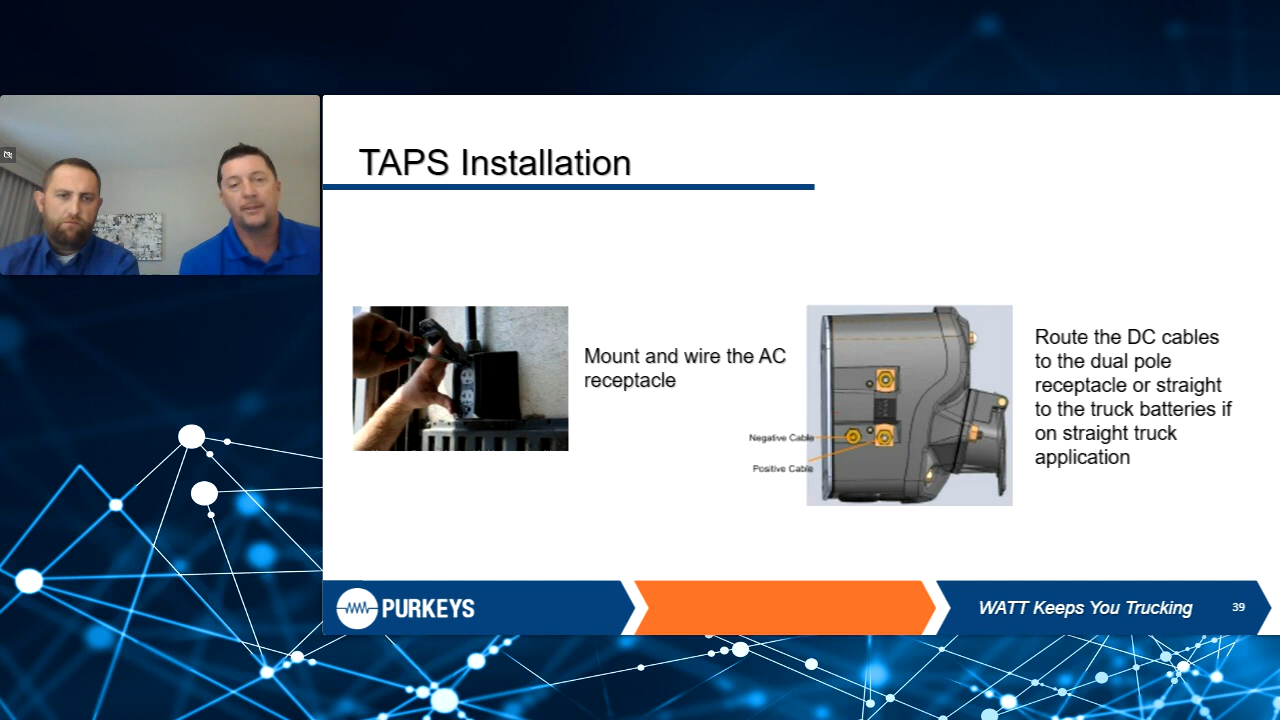 TAPS Installation
Mount and wire the AC
receptacle
Negative Cable
Positive Cable
Route the DC cables
to the dual pole
receptacle or straight
to the truck batteries if
on straight truck
application
PURKEYS
WATT Keeps You Trucking
39